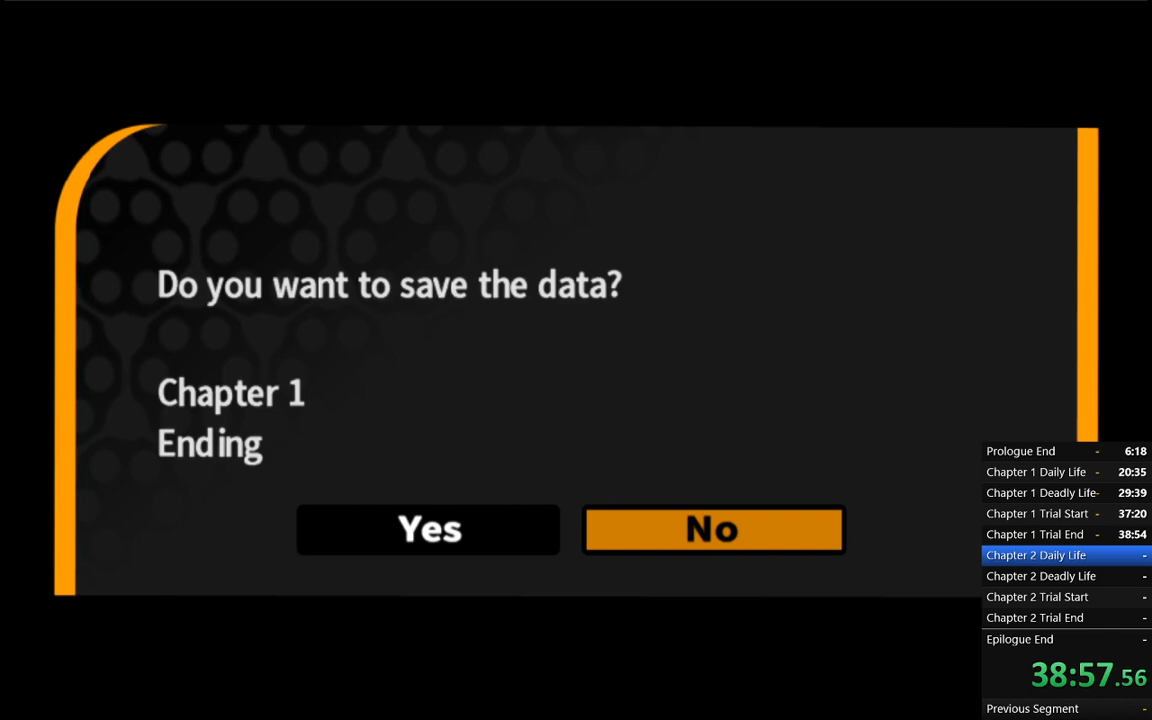 Do you want to save the data?
Chapter 1
Ending
Yes No
Prologue End - 6:18
Chapter 1 Daily Life - 20:35
Chapter 1 Deadly Life - 29:39
Chapter 1 Trial Start - 37:20
Chapter 1 Trial End - 38:54
Chapter 2 Daily Life -
Chapter 2 Deadly Life -
Chapter 2 Trial Start -
Chapter 2 Trial End -
Epilogue End -
38:57.56
Previous Segment -